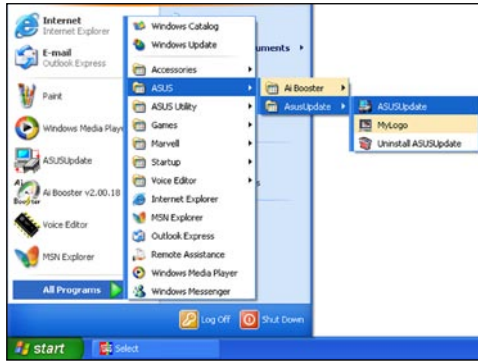 Internet
Internet Explorer
E-mail
Outlook Express
Paint
Windows Media Play
ASUSUpdate
Ai Booster v2.00.18
Voice Editor
MSN Explorer
All Programs
Windows Catalog
Windows Update
Accessories
ASUS
ASUS Utility
Games
Marvell
Startup
Voice Editor
Internet Explorer
MSN Explorer
Outlook Express
Remote Assistance
Windows Media Player
Windows Messenger
uments
s
Ai Booster
AsusUpdate
ASUSUpdate
MyLogo
Uninstall ASUSUpdate
Log Off
Shut Down
start
Select